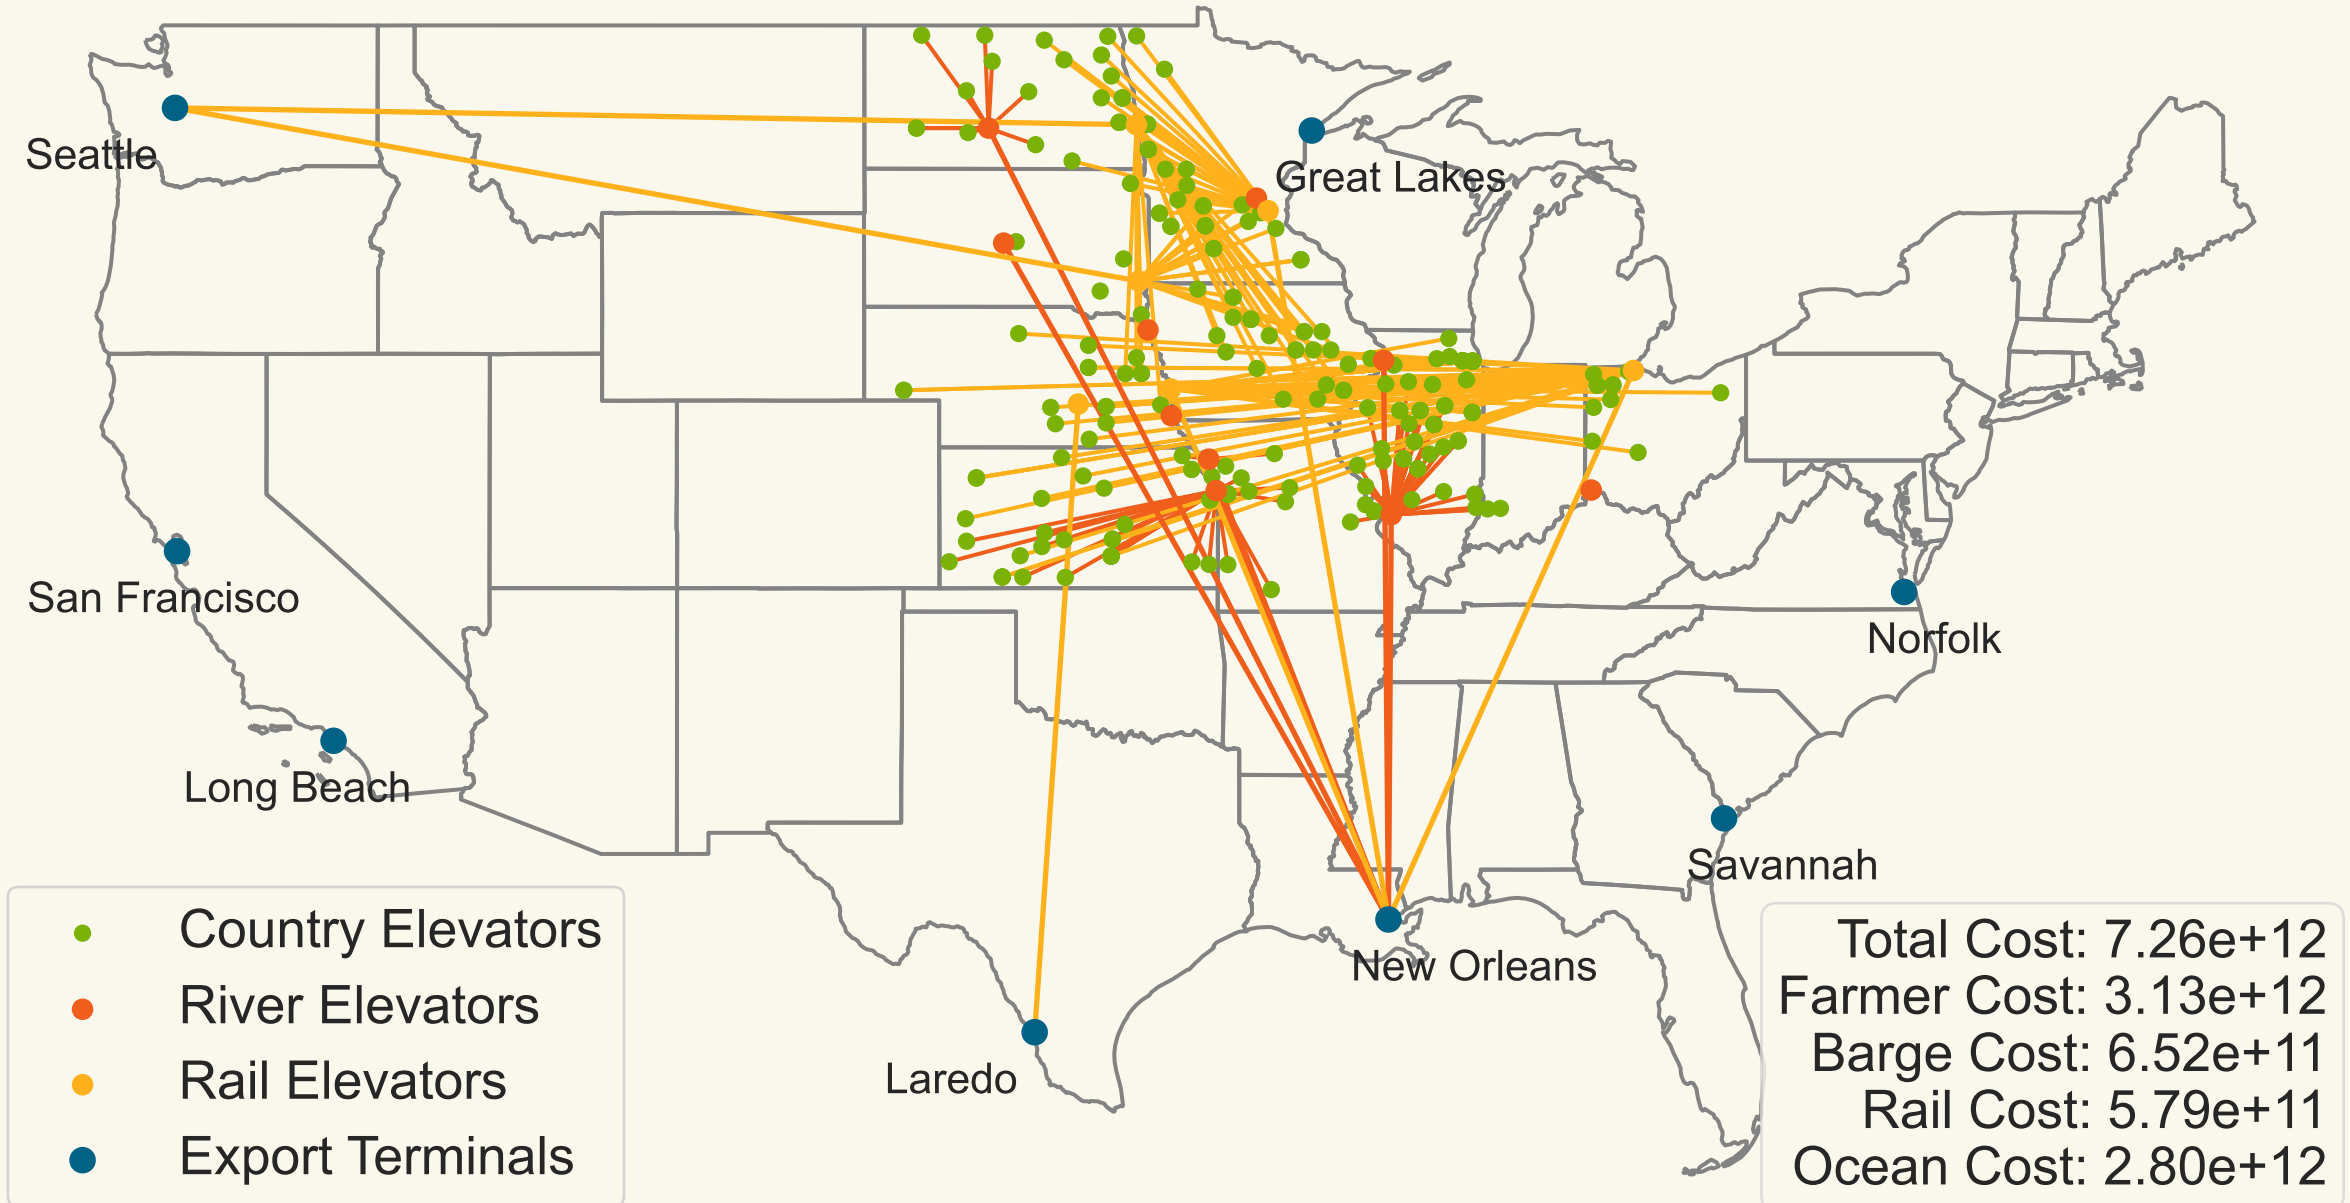 Seattle
Great Lakes
San Francisco
Norfolk
Long Beach
Savannah
New Orleans
Laredo
Country Elevators
River Elevators
Rail Elevators
Export Terminals
Total Cost: 7.26e+12
Farmer Cost: 3.13e+12
Barge Cost: 6.52e+11
Rail Cost: 5.79e+11
Ocean Cost: 2.80e+12